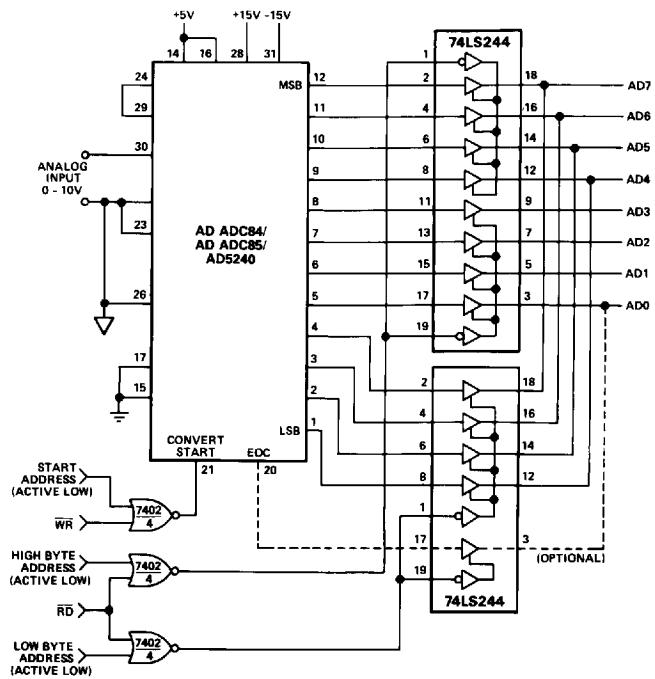 +5V
+15V -15V
14 16 28 31
24
29
30
ANALOG
INPUT
0 - 10V
23
26
17
15
AD ADC84/
AD ADC85/
AD5240
MSB
12
11
10
9
8
7
6
5
4
3
2
LSB
1
CONVERT
START
21
EOC
20
74LS244
1
2
4
6
8
11
13
15
17
19
18
16
14
12
9
7
5
3
AD7
AD6
AD5
AD4
AD3
AD2
AD1
AD0
2
4
6
8
1
17
19
18
16
14
12
3
(OPTIONAL)
74LS244
START
ADDRESS
(ACTIVE LOW)
WR
7402
4
HIGH BYTE
ADDRESS
(ACTIVE LOW)
7402
4
RD
LOW BYTE
ADDRESS
(ACTIVE LOW)
7402
4